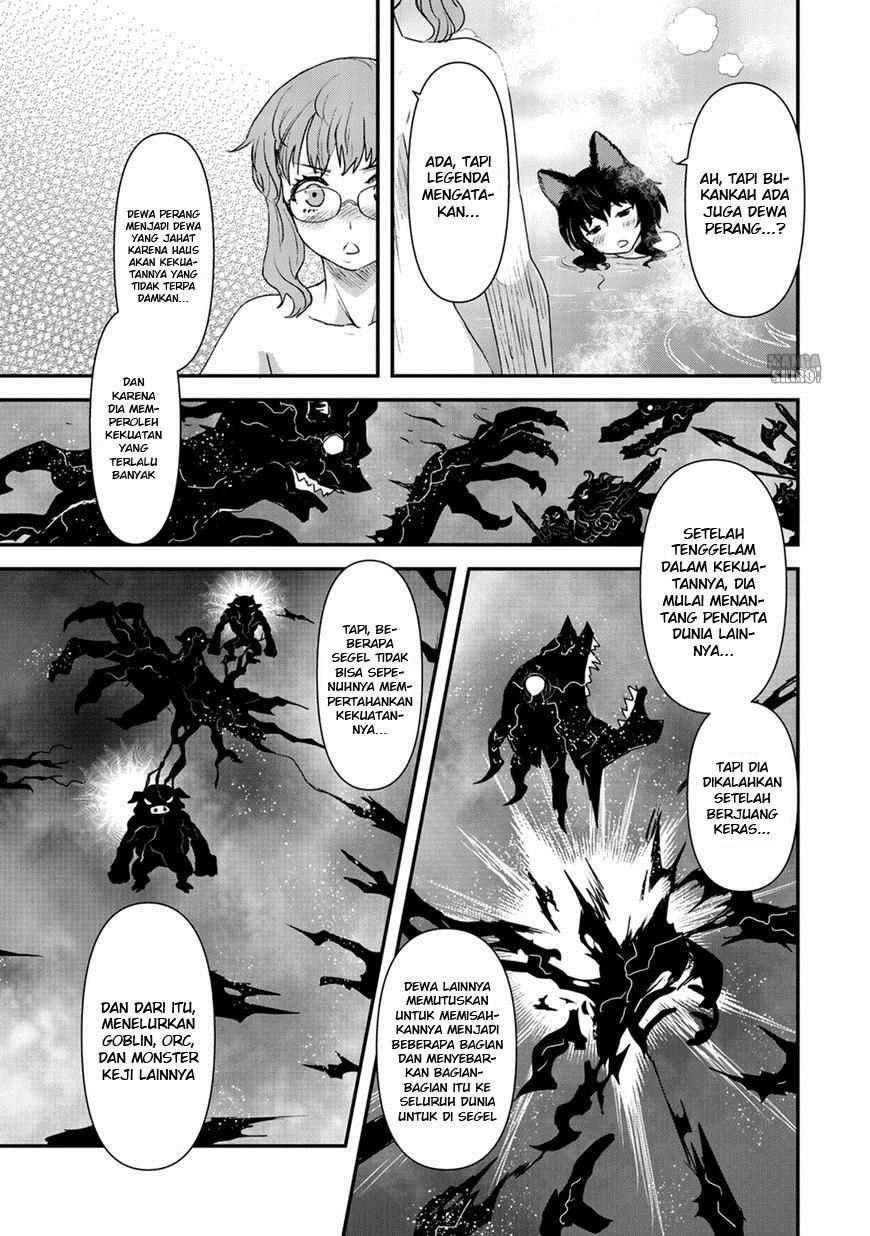 AH, TAPI BU-
KANKAH ADA
JUGA DEWA
PERANG...?
ADA, TAPI
LEGENDA
MENGATA-
KAN...
DEWA PERANG
MENJADI DEWA
YANG JAHAT
KARENA HAUS
AKAN KEKUA-
TANNYA YANG
TIDAK TERPA
DAMKAN...
DAN
KARENA
DIA MEM-
PEROLEH
KEKUATAN
YANG
TERLALU
BANYAK
SETELAH
TENGGELAM
DALAM KEKUA-
TANNYA, DIA
MULAI MENAN-
TANG PENCIPTA
DUNIA LAIN-
NYA...
TAPI DIA
DIKALAHKAN
SETELAH
BERJUANG
KERAS...
DEWA LAINNYA
MEMUTUSKAN
UNTUK MEMISAH-
KANNYA MENJADI
BEBERAPA BAGIAN
DAN MENYEBAR-
KAN BAGIAN-
BAGIAN ITU KE
SELURUH DUNIA
UNTUK DI SEGEL
TAPI, BE-
BERAPA
SEGEL TIDAK
BISA SEPE-
NUHNYA MEM-
PERTAHANKAN
KEKUATAN-
NYA...
DAN DARI ITU,
MENELURKAN
GOBLIN, ORC,
DAN MONSTER
KEJI LAINNYA